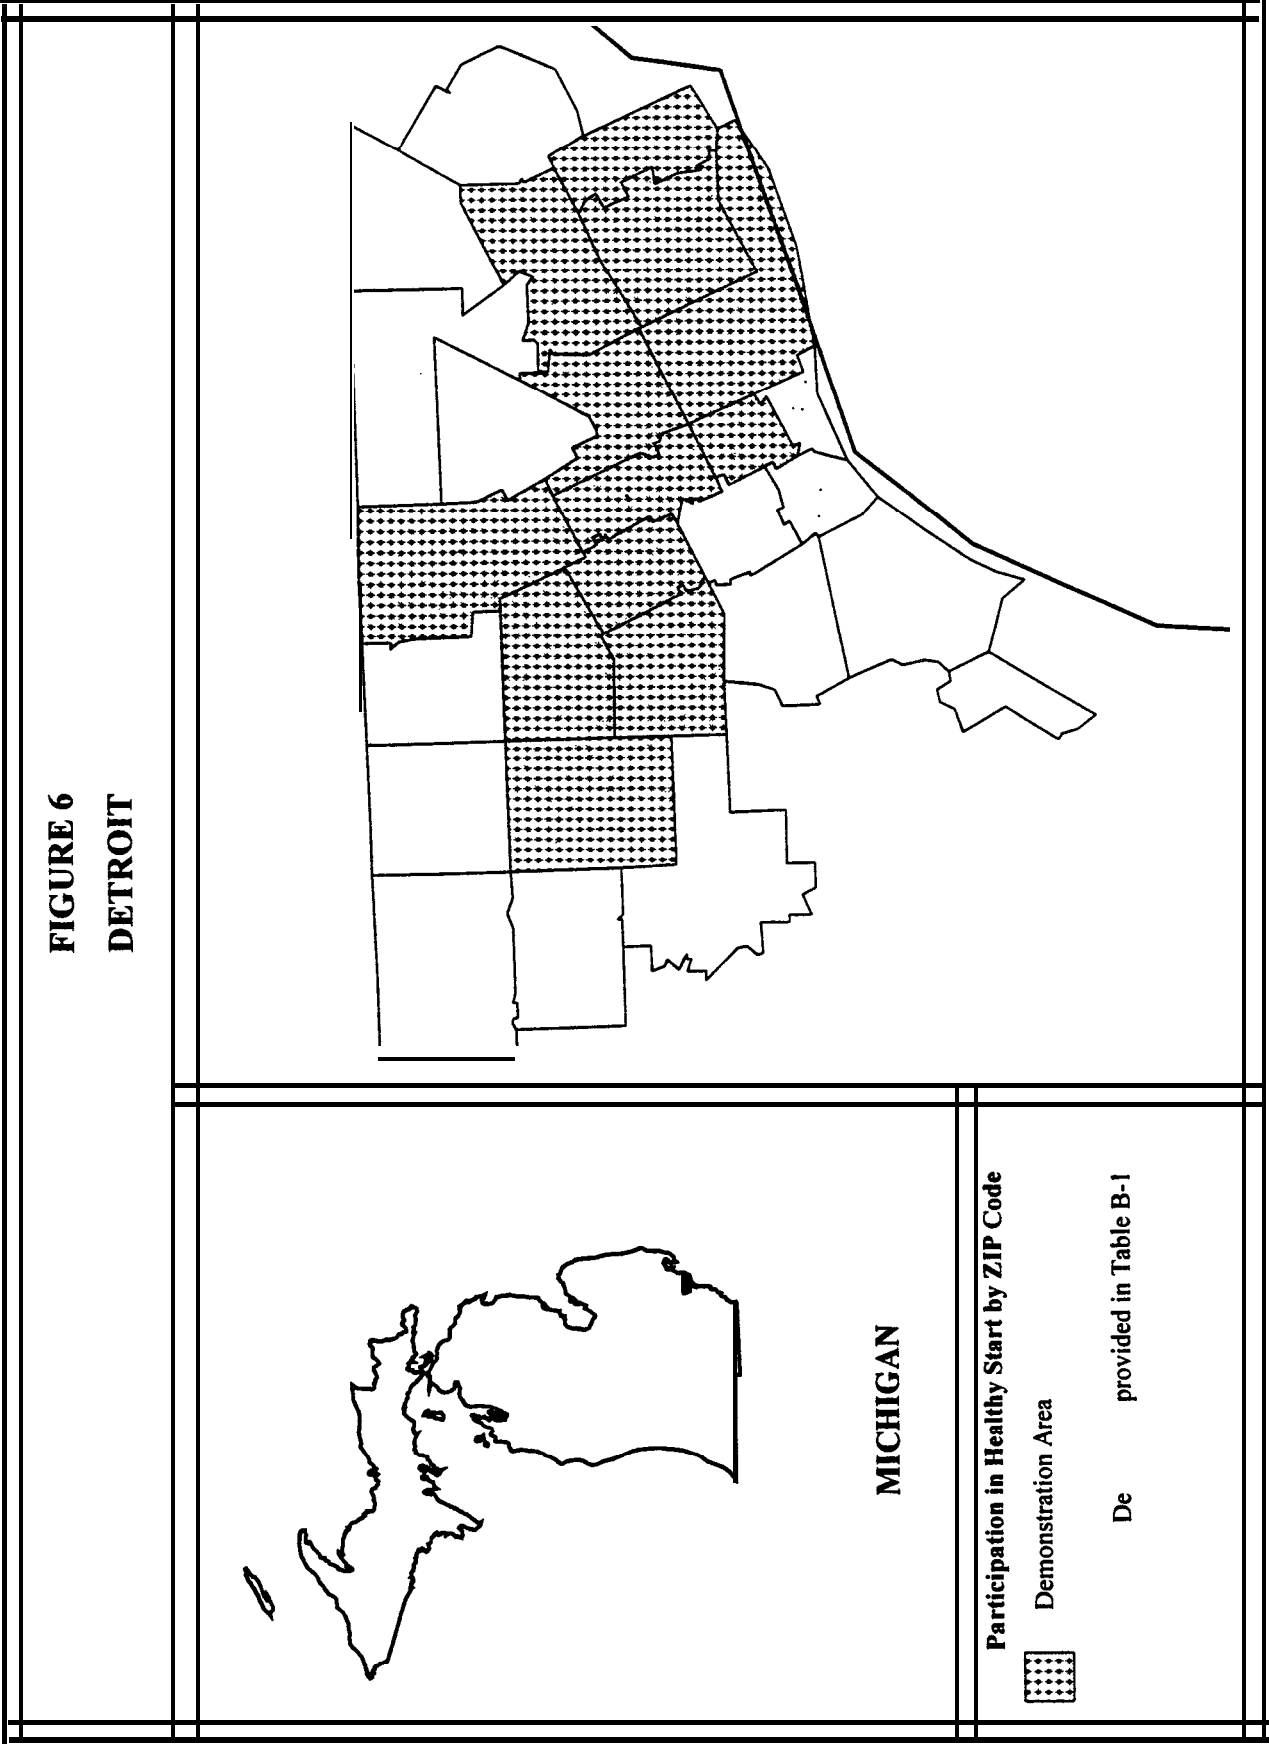 FIGURE 6
DETROIT
MICHIGAN
Participation in Healthy Start by ZIP Code
Demonstration Area
De provided in Table B-1